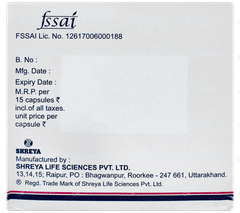 fssai
FSSAI Lic. No. 12617006000188
B. No :
Mfg. Date :
Expiry Date :
M.R.P. per
15 capsules ₹
incl.of all taxes.
unit price per
capsule ₹
SHREYA
Manufactured by :
SHREYA LIFE SCIENCES PVT. LTD.
13,14,15; Raipur, PO : Bhagwanpur, Roorkee - 247 661, Uttarakhand.
® Regd. Trade Mark of Shreya Life Sciences Pvt. Ltd.